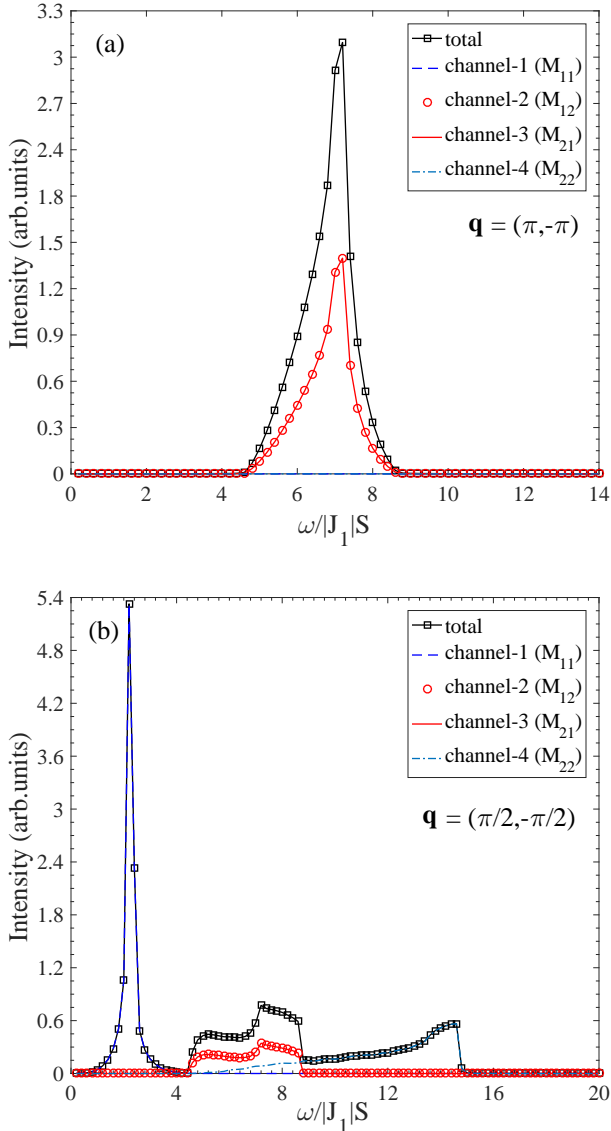 (a)
total
channel-1 (M11)
channel-2 (M12)
channel-3 (M21)
channel-4 (M22)
q = (π,-π)
Intensity (arb.units)
3.3
3
2.7
2.4
2.1
1.8
1.5
1.2
0.9
0.6
0.3
0
0 2 4 6 8 10 12 14
ω/|J1|S
(b)
total
channel-1 (M11)
channel-2 (M12)
channel-3 (M21)
channel-4 (M22)
q = (π/2,-π/2)
Intensity (arb.units)
5.4
4.8
4.2
3.6
3
2.4
1.8
1.2
0.6
0
0 4 8 12 16 20
ω/|J1|S